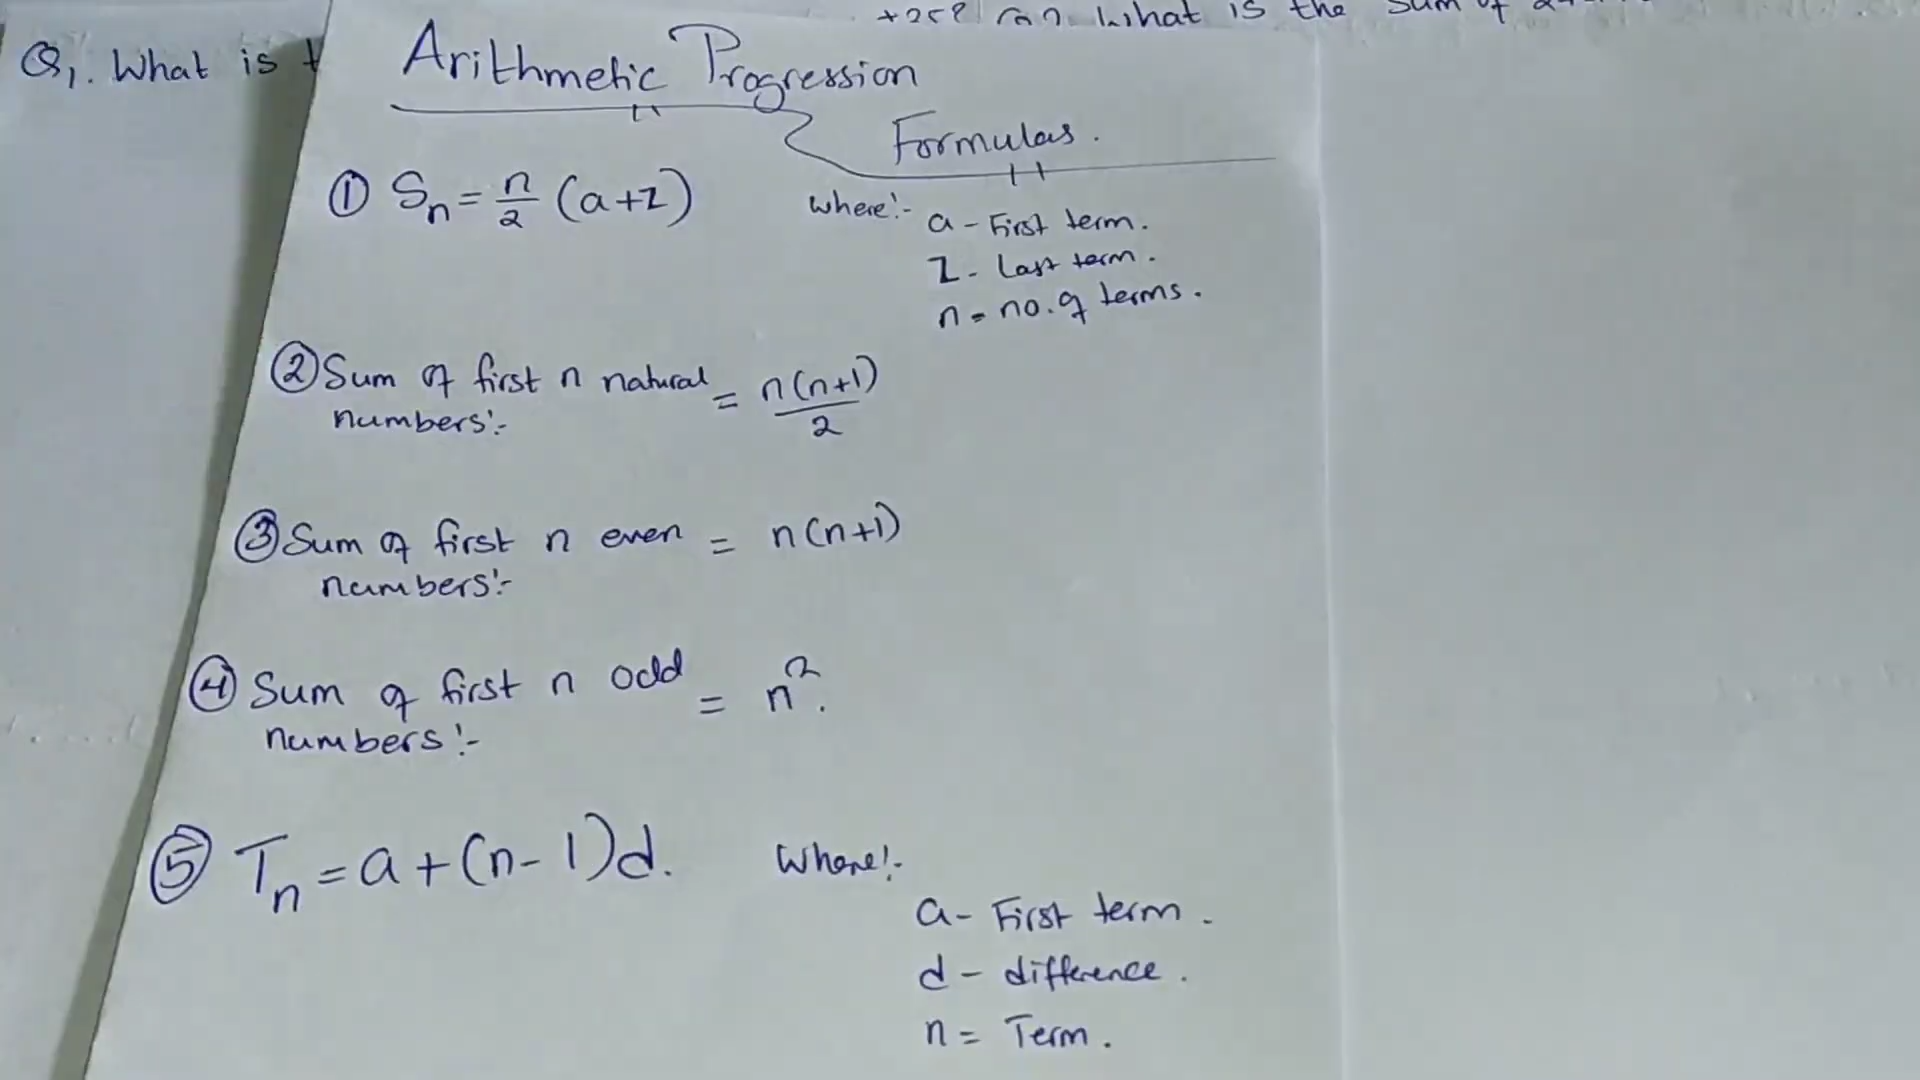 What is the sum of
Q1. What is
Arithmetic Progression
Formulas.
① Sn = n/2 (a+z)
where:-
a - First term.
z - Last term.
n = no. of terms.
② Sum of first n natural = n(n+1)/2
numbers:-
③ Sum of first n even = n(n+1)
numbers:-
④ Sum of first n odd = n².
numbers:-
⑤ Tn = a + (n-1)d.
Where:-
a - First term.
d - difference.
n = Term.